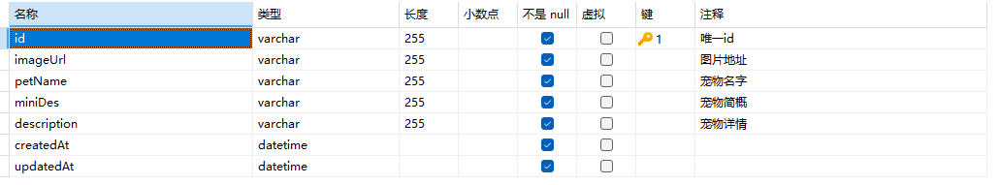 名称 类型 长度 小数点 不是 null 虚拟 键 注释
id varchar 255 1 唯一id
imageUrl varchar 255 图片地址
petName varchar 255 宠物名字
miniDes varchar 255 宠物简概
description varchar 255 宠物详情
createdAt datetime
updatedAt datetime